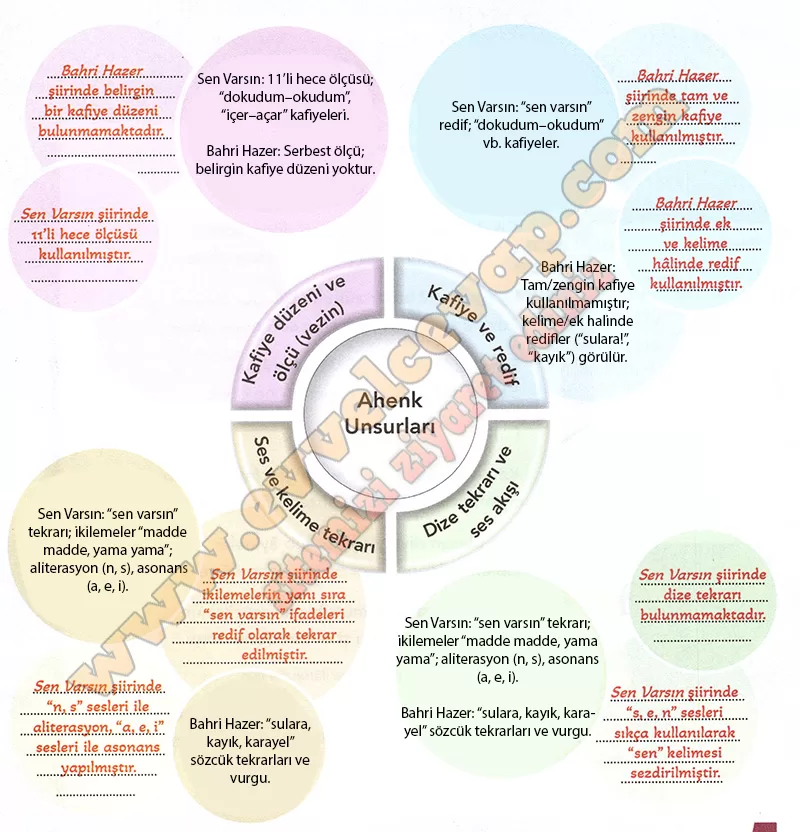 Bahri Hazer
şiirinde belirgin
bir kafiye düzeni
bulunmamaktadır.
Sen Varsın: 11’li hece ölçüsü;
“dokudum–okudum”,
“içer–açar” kafiyeleri.
Bahri Hazer: Serbest ölçü;
belirgin kafiye düzeni yoktur.
Sen Varsın şiirinde
11’li hece ölçüsü
kullanılmıştır.
Sen Varsın: “sen varsın”
redif; “dokudum–okudum”
vb. kafiyeler.
Bahri Hazer
şiirinde tam ve
zengin kafiye
kullanılmıştır.
Bahri Hazer
şiirinde ek
ve kelime
hâlinde redif
kullanılmıştır.
Bahri Hazer:
Tam/zengin kafiye
kullanılmamıştır;
kelime/ek halinde
redifler (“sulara!”,
“kayık”) görülür.
Kafiye düzeni ve
ölçü (vezin)
Kafiye ve redif
Ahenk
Unsurları
Ses ve kelime tekrarı
Dize tekrarı ve
ses akışı
Sen Varsın: “sen varsın”
tekrarı; ikilemeler “madde
madde, yama yama”;
aliterasyon (n, s), asonans
(a, e, i).
Sen Varsın şiirinde
ikilemelerin yanı sıra
“sen varsın” ifadeleri
redif olarak tekrar
edilmiştir.
Sen Varsın şiirinde
“n, s” sesleri ile
aliterasyon, “a, e, i”
sesleri ile asonans
yapılmıştır.
Bahri Hazer: “sulara,
kayık, karayel”
sözcük tekrarları ve
vurgu.
Sen Varsın: “sen varsın” tekrarı;
ikilemeler “madde madde, yama
yama”; aliterasyon (n, s), asonans
(a, e, i).
Bahri Hazer: “sulara, kayık, kara-
yel” sözcük tekrarları ve vurgu.
Sen Varsın şiirinde
dize tekrarı
bulunmamaktadır.
Sen Varsın şiirinde
“s, e, n” sesleri
sıkça kullanılarak
“sen” kelimesi
sezdirilmiştir.
www.evvelcevap.com
sitemizi ziyaret ediniz